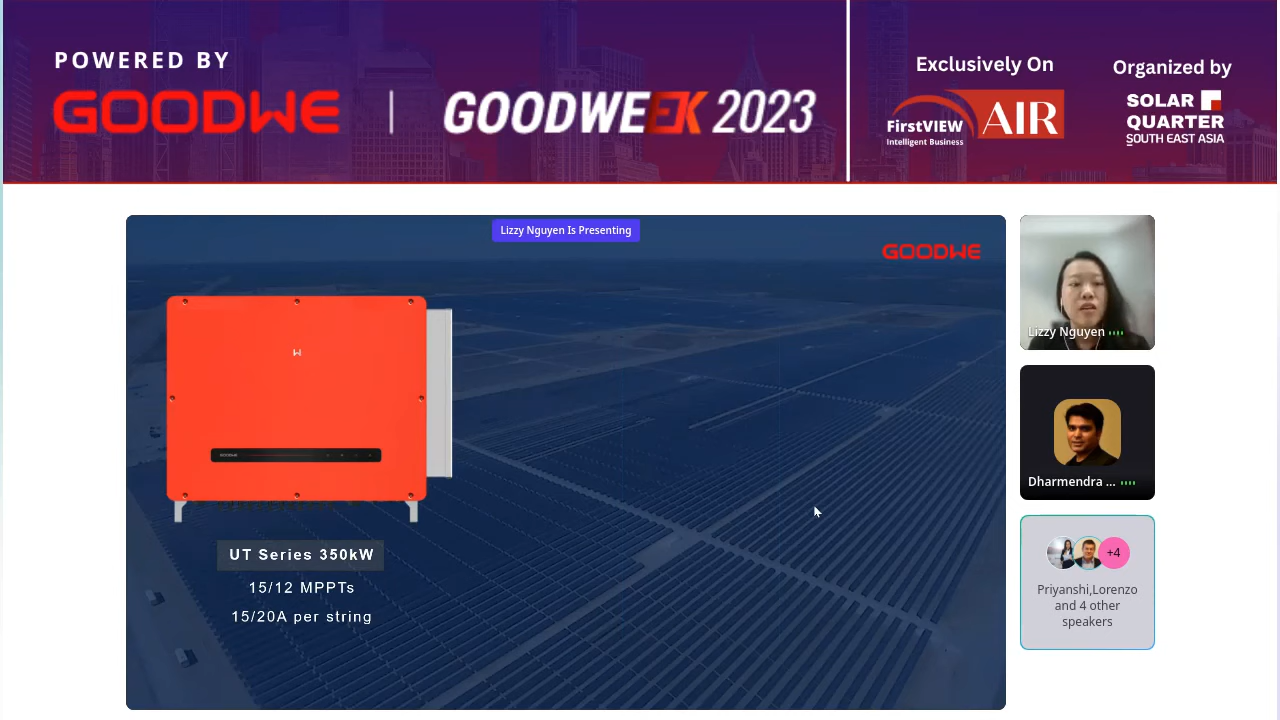 POWERED BY
GOODWE | GOODWEEK 2023
Exclusively On
FirstVIEW
Intelligent Business
AIR
Organized by
SOLAR
QUARTER
SOUTH EAST ASIA
Lizzy Nguyen Is Presenting
GOODWE
GOODWE
UT Series 350kW
15/12 MPPTs
15/20A per string
Lizzy Nguyen
Dharmendra ...
+4
Priyanshi,Lorenzo
and 4 other
speakers